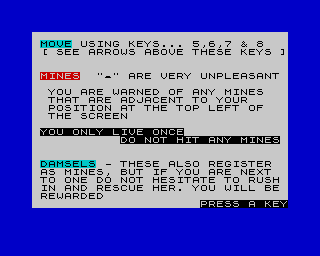 MOVE USING KEYS... 5,6,7 & 8
[ SEE ARROWS ABOVE THESE KEYS ]
MINES "☁" ARE VERY UNPLEASANT
YOU ARE WARNED OF ANY MINES
THAT ARE ADJACENT TO YOUR
POSITION AT THE TOP LEFT OF
THE SCREEN
YOU ONLY LIVE ONCE
DO NOT HIT ANY MINES
DAMSELS - THESE ALSO REGISTER
AS MINES, BUT IF YOU ARE NEXT
TO ONE DO NOT HESITATE TO RUSH
IN AND RESCUE HER. YOU WILL BE
REWARDED
PRESS A KEY